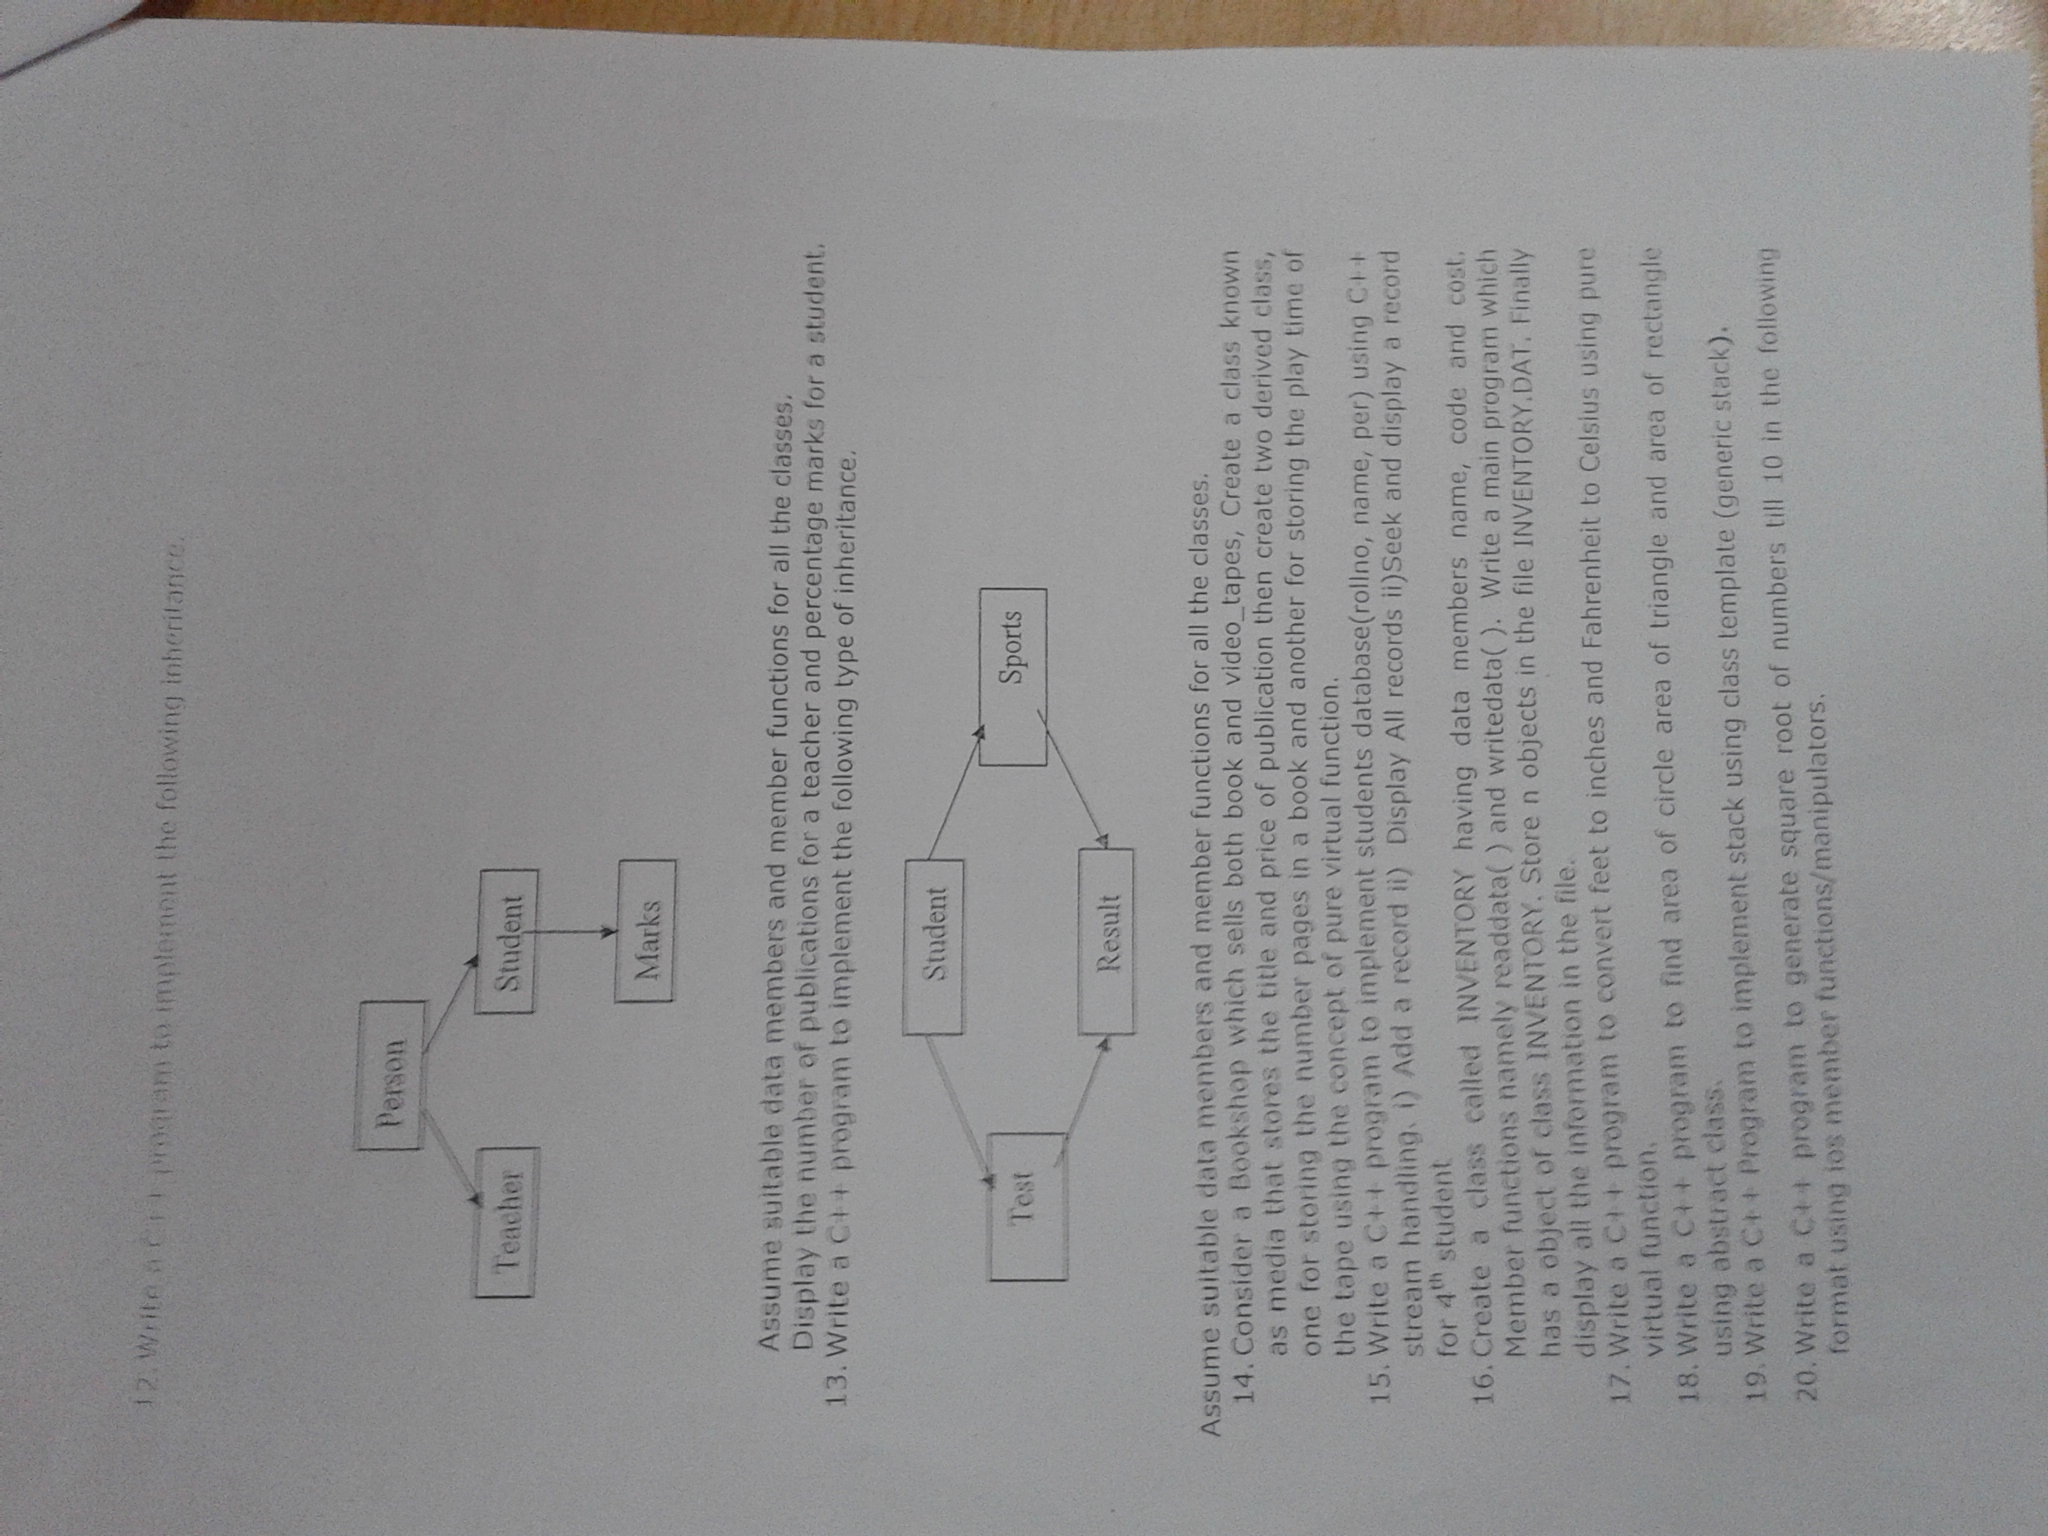 12. Write a C++ program to implement the following inheritance.
Person
Teacher
Student
Marks
Assume suitable data members and member functions for all the classes.
Display the number of publications for a teacher and percentage marks for a student.
13. Write a C++ program to implement the following type of inheritance.
Student
Test
Sports
Result
Assume suitable data members and member functions for all the classes.
14. Consider a Bookshop which sells both book and video_tapes, Create a class known
as media that stores the title and price of publication then create two derived class,
one for storing the number pages in a book and another for storing the play time of
the tape using the concept of pure virtual function.
15. Write a C++ program to implement students database(rollno, name, per) using C++
stream handling. i) Add a record ii) Display All records ii)Seek and display a record
for 4th student
16. Create a class called INVENTORY having data members name, code and cost.
Member functions namely readdata( ) and writedata( ). Write a main program which
has a object of class INVENTORY. Store n objects in the file INVENTORY.DAT. Finally
display all the information in the file.
17. Write a C++ program to convert feet to inches and Fahrenheit to Celsius using pure
virtual function.
18. Write a C++ program to find area of circle area of triangle and area of rectangle
using abstract class.
19. Write a C++ Program to implement stack using class template (generic stack).
20. Write a C++ program to generate square root of numbers till 10 in the following
format using ios member functions/manipulators.